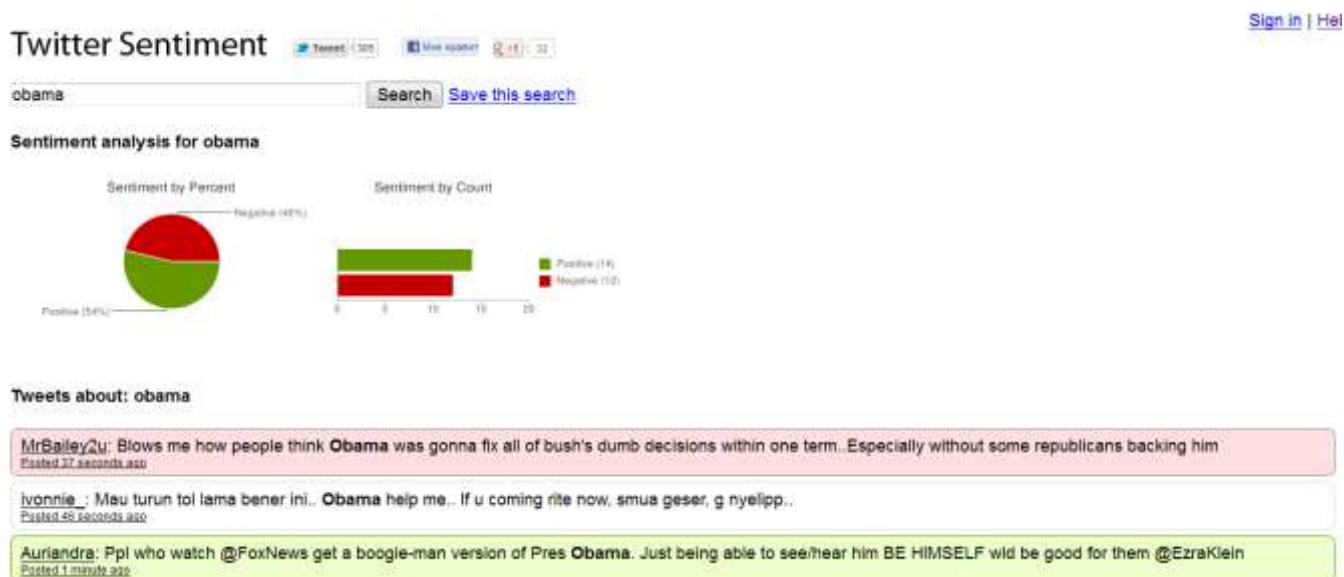 Sign in | Hel
Twitter Sentiment
Tweet 305
+1 32
obama
Search Save this search
Sentiment analysis for obama
Sentiment by Percent
Sentiment by Count
Negative (46%)
Positive (54%)
Positive (14)
Negative (12)
0 5 10 15 20
Tweets about: obama
MrBailey2u: Blows me how people think Obama was gonna fix all of bush's dumb decisions within one term..Especially without some republicans backing him
Posted 37 seconds ago
ivonnie_: Mau turun tol lama bener ini.. Obama help me.. If u coming rite now, smua geser, g nyelipp..
Posted 46 seconds ago
Auriandra: Ppl who watch @FoxNews get a boogie-man version of Pres Obama. Just being able to see/hear him BE HIMSELF wld be good for them @EzraKlein
Posted 1 minute ago